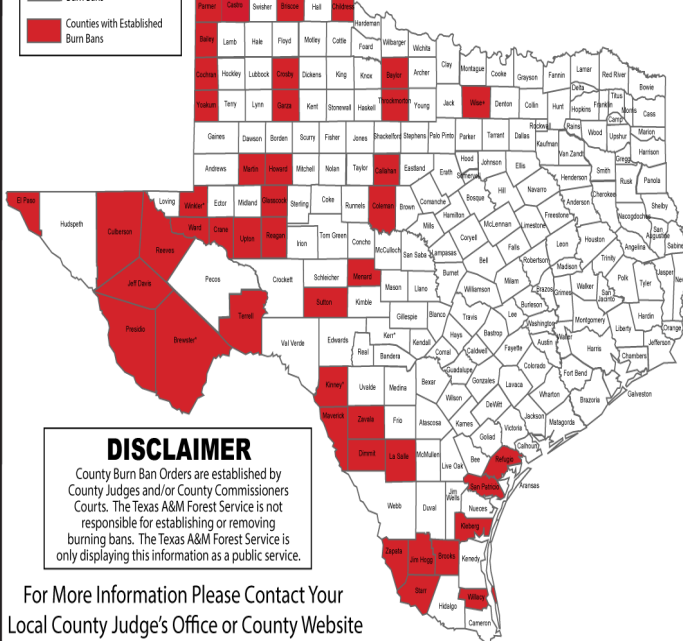 Counties with Established
Burn Bans
Parmer Castro Swisher Briscoe Hall Childress
Hardeman
Bailey Lamb Hale Floyd Motley Cottle Foard Wilbarger Wichita
Cochran Hockley Lubbock Crosby Dickens King Knox Baylor Archer Clay Montague Cooke Grayson Fannin Lamar Red River Bowie
Delta Titus
Yoakum Terry Lynn Garza Kent Stonewall Haskell Throckmorton Young Jack Wise* Denton Collin Hunt Hopkins Franklin Morris Cass
Camp
Rockwall Rains Wood Upshur Marion
Gaines Dawson Borden Scurry Fisher Jones Shackelford Stephens Palo Pinto Parker Tarrant Dallas Kaufman Van Zandt Gregg Harrison
Andrews Martin Howard Mitchell Nolan Taylor Callahan Eastland Erath Hood Somervell Johnson Ellis Henderson Smith Rusk Panola
El Paso Hudspeth Culberson Loving Winkler* Ector Midland Glasscock Sterling Coke Runnels Coleman Brown Comanche Bosque Hill Navarro Anderson Cherokee Nacogdoches Shelby
Reeves Ward Crane Upton Reagan Irion Tom Green Concho McCulloch San Saba Mills Hamilton Coryell McLennan Limestone Freestone Leon Houston Angelina San Augustine Sabine
Jeff Davis Pecos Crockett Schleicher Menard Mason Llano Lampasas Burnet Bell Falls Robertson Madison Trinity Polk Tyler Jasper
Presidio Brewster* Terrell Sutton Kimble Gillespie Blanco Williamson Milam Brazos Grimes Walker San Jacinto Hardin Orange
Burleson
Val Verde Edwards Kerr* Kendall Hays Travis Bastrop Lee Washington Montgomery Liberty Jefferson
Real Bandera Comal Caldwell Fayette Austin Waller Harris Chambers
Guadalupe
Kinney* Uvalde Medina Bexar Wilson Gonzales Lavaca Colorado Fort Bend Galveston
Maverick Zavala Frio Atascosa Karnes DeWitt Jackson Wharton Matagorda Brazoria
Goliad Victoria Calhoun
Dimmit La Salle McMullen Live Oak Bee Refugio
San Patricio Aransas
Webb Duval Jim Wells Nueces
Kleberg
Zapata Jim Hogg Brooks Kenedy
Starr Hidalgo Willacy
Cameron
DISCLAIMER
County Burn Ban Orders are established by
County Judges and/or County Commissioners
Courts. The Texas A&M Forest Service is not
responsible for establishing or removing
burning bans. The Texas A&M Forest Service is
only displaying this information as a public service.
For More Information Please Contact Your
Local County Judge's Office or County Website